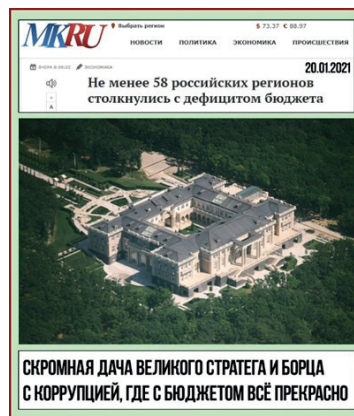 MKRU
Выбрать регион
$ 73.37 € 88.97
НОВОСТИ ПОЛИТИКА ЭКОНОМИКА ПРОИСШЕСТВИЯ
ЭКОНОМИКА
20.01.2021
Не менее 58 российских регионов
столкнулись с дефицитом бюджета
A
СКРОМНАЯ ДАЧА ВЕЛИКОГО СТРАТЕГА И БОРЦА
С КОРРУПЦИЕЙ, ГДЕ С БЮДЖЕТОМ ВСЁ ПРЕКРАСНО